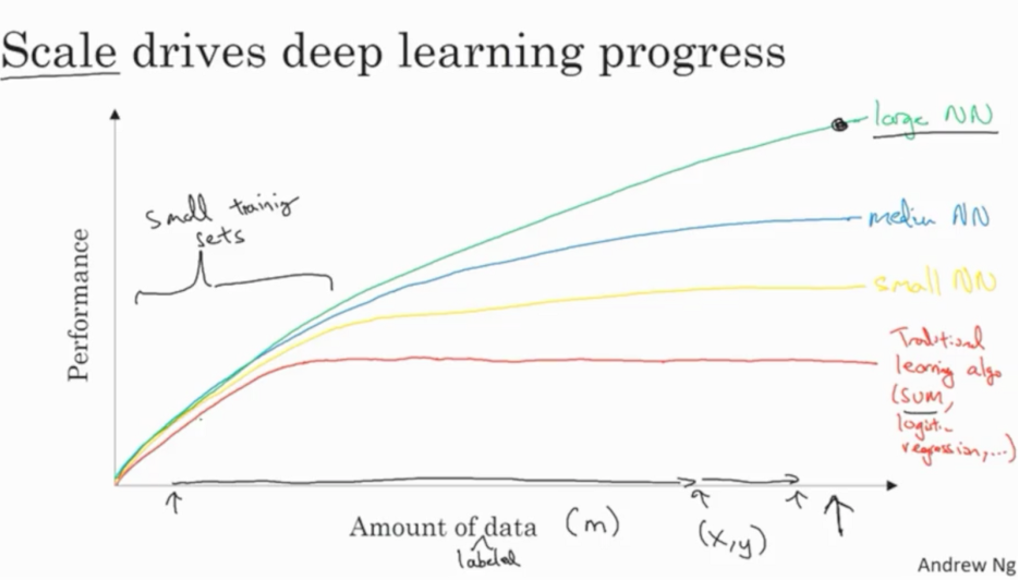 Scale drives deep learning progress
large NN
small training
sets
medium NN
Performance
small NN
Traditional
learning algo
(SVM,
logistic
regression,...)
Amount of data (m)
labeled
(x,y)
Andrew Ng